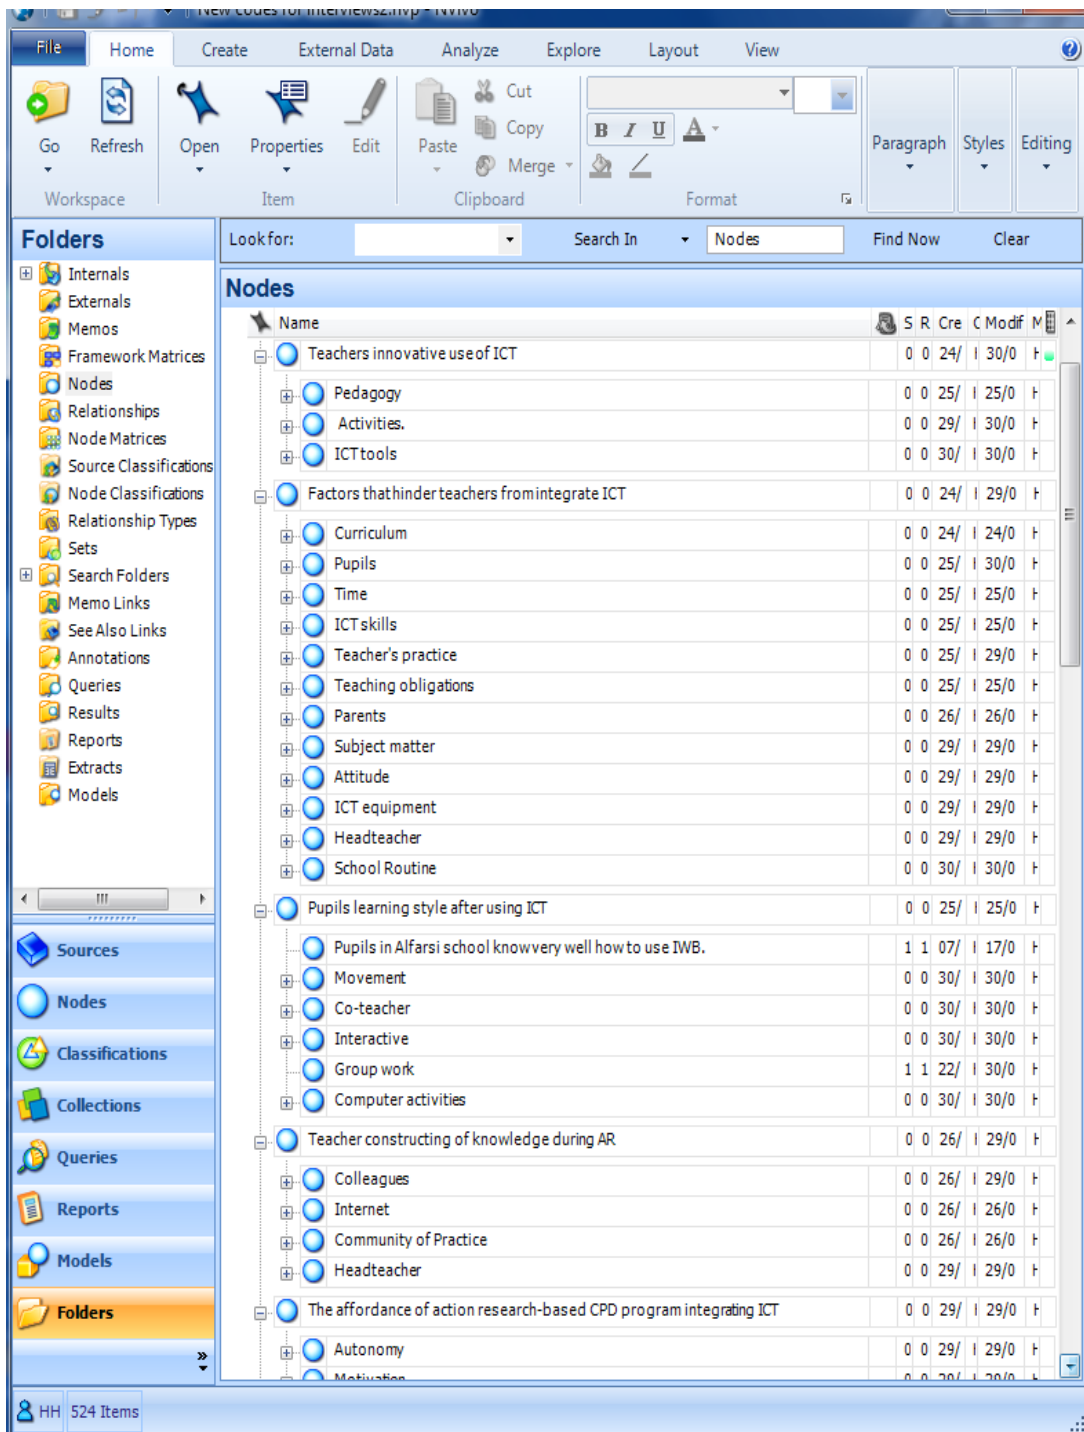 New codes for interviews2.nvp - NVivo
File Home Create External Data Analyze Explore Layout View
Go Refresh Open Properties Edit Paste Cut Copy Merge B I U A Paragraph Styles Editing
Workspace Item Clipboard Format
Folders
Look for: Search In Nodes Find Now Clear
Internals
Externals
Memos
Framework Matrices
Nodes
Relationships
Node Matrices
Source Classifications
Node Classifications
Relationship Types
Sets
Search Folders
Memo Links
See Also Links
Annotations
Queries
Results
Reports
Extracts
Models
Sources
Nodes
Classifications
Collections
Queries
Reports
Models
Folders
Nodes
Name S R Cre C Modif M
Teachers innovative use of ICT 0 0 24/ 30/0
Pedagogy 0 0 25/ 25/0
Activities. 0 0 29/ 30/0
ICT tools 0 0 30/ 30/0
Factors that hinder teachers from integrate ICT 0 0 24/ 29/0
Curriculum 0 0 24/ 24/0
Pupils 0 0 25/ 30/0
Time 0 0 25/ 25/0
ICT skills 0 0 25/ 25/0
Teacher's practice 0 0 25/ 29/0
Teaching obligations 0 0 25/ 25/0
Parents 0 0 26/ 26/0
Subject matter 0 0 29/ 29/0
Attitude 0 0 29/ 29/0
ICT equipment 0 0 29/ 29/0
Headteacher 0 0 29/ 29/0
School Routine 0 0 30/ 30/0
Pupils learning style after using ICT 0 0 25/ 25/0
Pupils in Alfarsi school know very well how to use IWB. 1 1 07/ 17/0
Movement 0 0 30/ 30/0
Co-teacher 0 0 30/ 30/0
Interactive 0 0 30/ 30/0
Group work 1 1 22/ 30/0
Computer activities 0 0 30/ 30/0
Teacher constructing of knowledge during AR 0 0 26/ 29/0
Colleagues 0 0 26/ 29/0
Internet 0 0 26/ 26/0
Community of Practice 0 0 26/ 26/0
Headteacher 0 0 29/ 29/0
The affordance of action research-based CPD program integrating ICT 0 0 29/ 29/0
Autonomy 0 0 29/ 29/0
Motivation 0 0 29/ 29/0
HH 524 Items